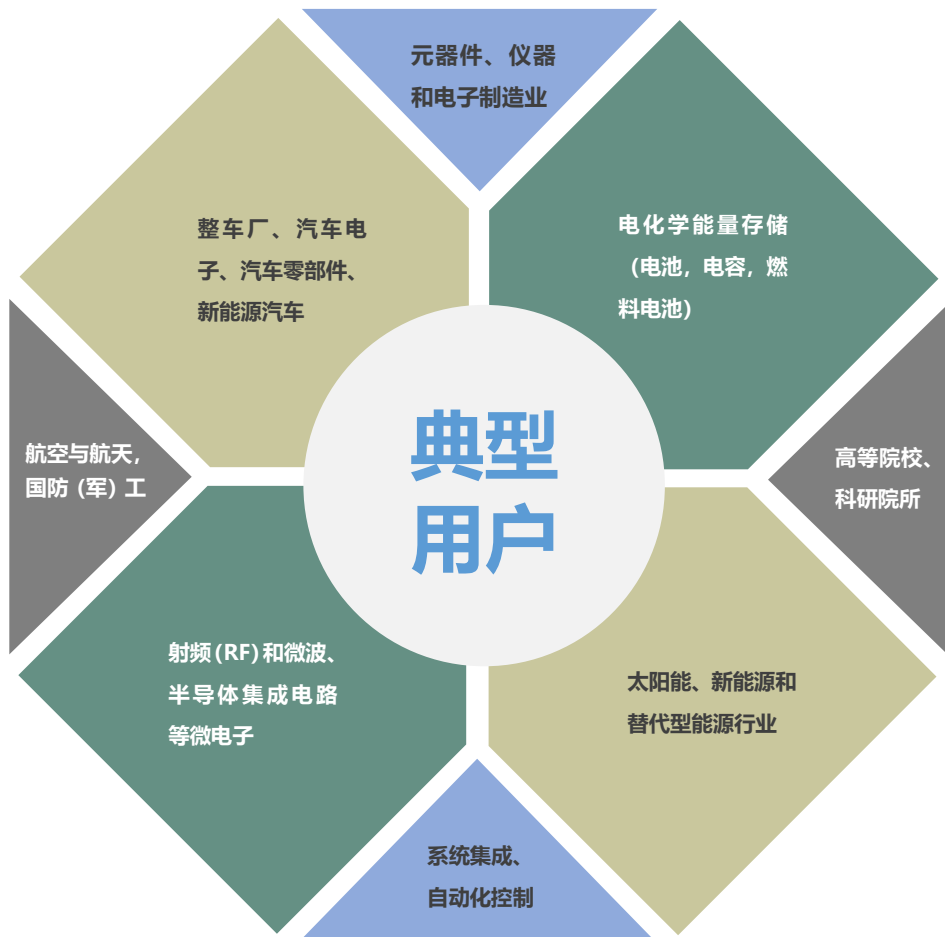 元器件、仪器
和电子制造业
整车厂、汽车电
子、汽车零部件、
新能源汽车
电化学能量存储
（电池，电容，燃
料电池）
典型
用户
航空与航天，
国防（军）工
高等院校、
科研院所
射频（RF）和微波、
半导体集成电路
等微电子
太阳能、新能源和
替代型能源行业
系统集成、
自动化控制